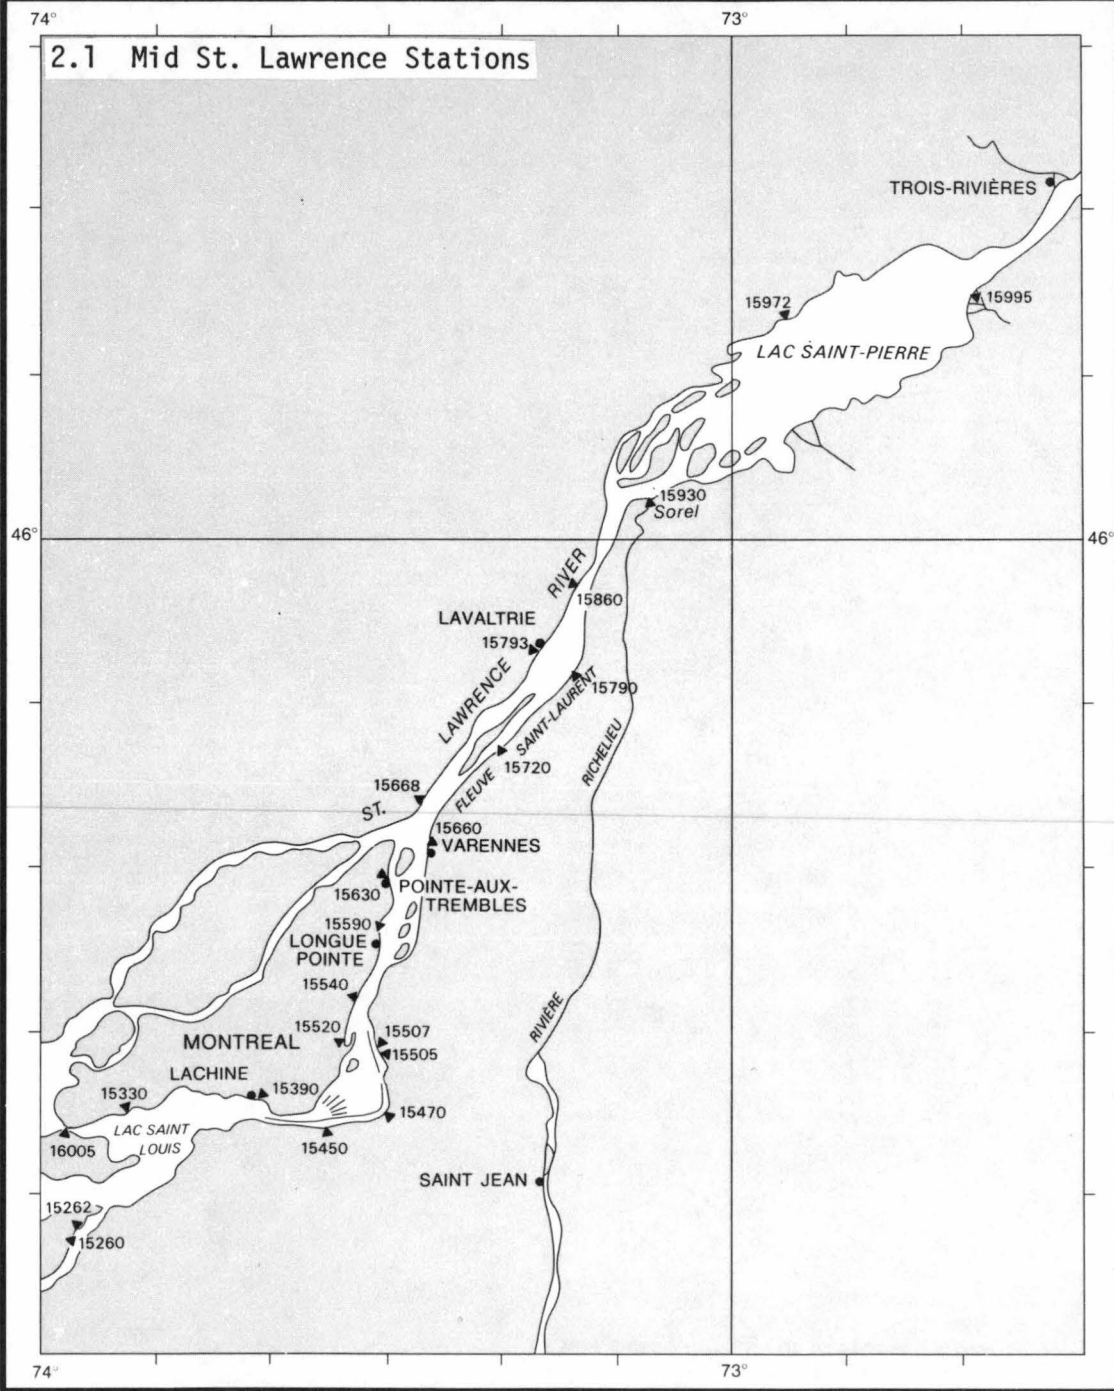 74°
73°
2.1 Mid St. Lawrence Stations
TROIS-RIVIÈRES
15972
15995
LAC SAINT-PIERRE
15930
Sorel
46°
46°
RIVER
15860
LAVALTRIE
15793
LAWRENCE
15790
SAINT-LAURENT
15720
RICHELIEU
FLEUVE
15668
ST.
15660
VARENNES
15630
POINTE-AUX-
TREMBLES
15590
LONGUE
POINTE
15540
15520
15507
MONTREAL
15505
RIVIÈRE
LACHINE
15390
15330
15470
LAC SAINT
LOUIS
16005
15450
SAINT JEAN
15262
15260
74°
73°